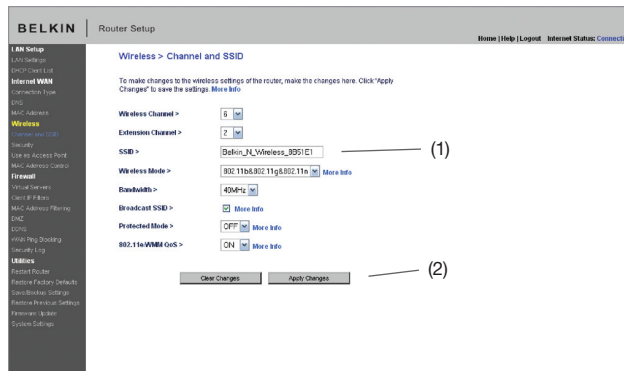 BELKIN
Router Setup
Home | Help | Logout Internet Status: Connecti
LAN Setup
LAN Settings
DHCP Client List
Internet WAN
Connection Type
DNS
MAC Address
Wireless
Channel and SSID
Security
Use as Access Point
MAC Address Control
Firewall
Virtual Servers
Client IP Filters
MAC Address Filtering
DMZ
DDNS
WAN Ping Blocking
Security Log
Utilities
Restart Router
Restore Factory Defaults
Save/Backup Settings
Restore Previous Settings
Firmware Update
System Settings
Wireless > Channel and SSID
To make changes to the wireless settings of the router, make the changes here. Click "Apply
Changes" to save the settings. More Info
Wireless Channel > 6
Extension Channel > 2
SSID > Belkin_N_Wireless_8B51E1 (1)
Wireless Mode > 802.11b&802.11g&802.11n More Info
Bandwidth > 40MHz
Broadcast SSID > More Info
Protected Mode > OFF More Info
802.11e/WMM QoS > ON More Info
Clear Changes Apply Changes (2)